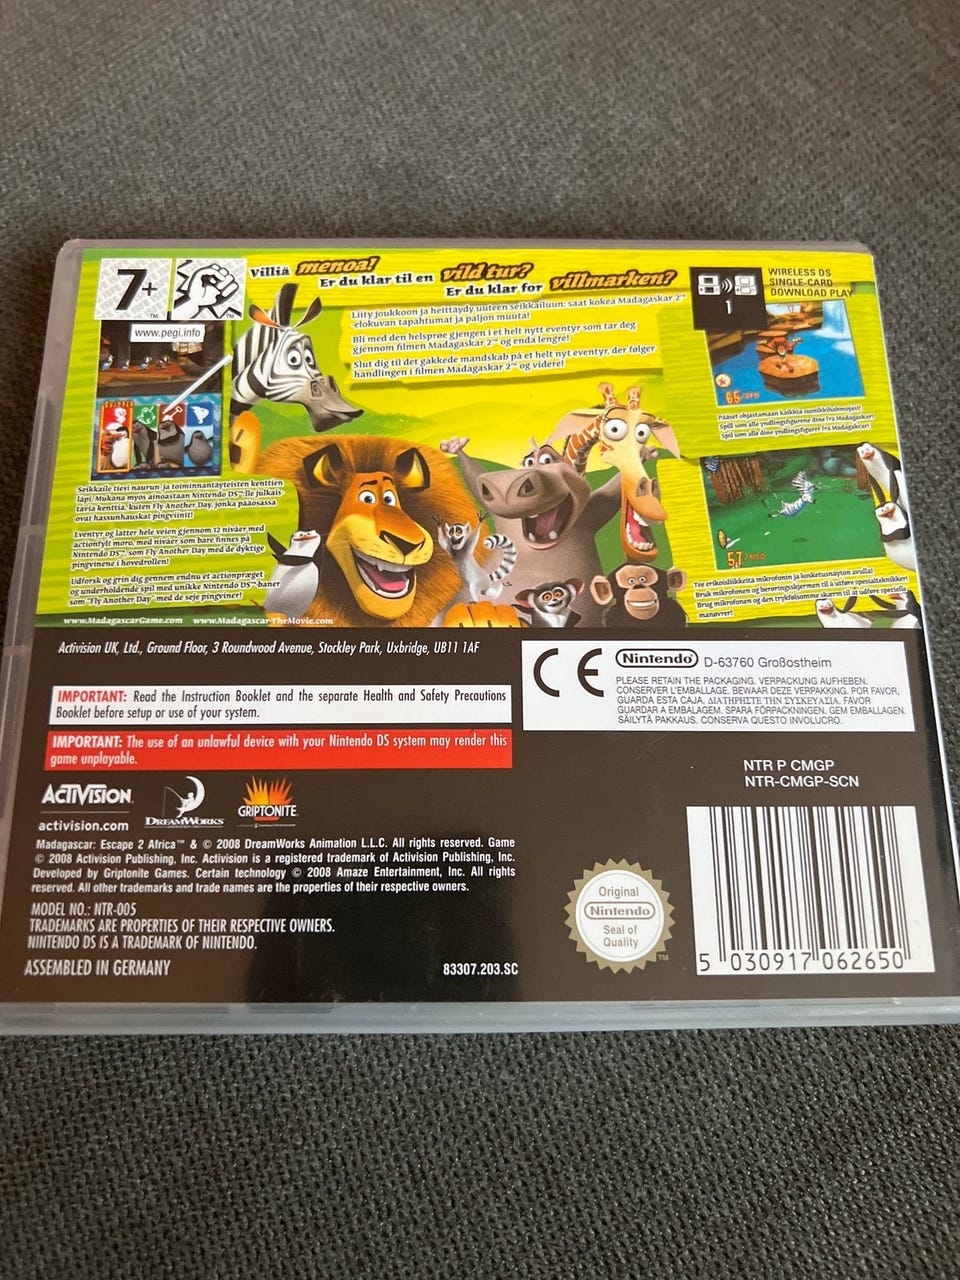 7+
www.pegi.info
Villiä menoa!
Er du klar til en vild tur?
Er du klar for villmarken?
1
WIRELESS DS
SINGLE-CARD
DOWNLOAD PLAY
Liity joukkoon ja heittäydy uuteen seikkailuun: saat kokea Madagaskar 2™
-elokuvan tapahtumat ja paljon muuta!
Bli med den helsprø gjengen i et helt nytt eventyr som tar deg
gjennom filmen Madagaskar 2™ og enda lengre!
Slut dig til det gakkede mandskab på et helt nyt eventyr, der følger
handlingen i filmen Madagaskar 2™ og videre!
65
Pääset ohjastamaan kaikkia suosikkihahmojasi!
Spill som alle yndlingsfigurene dine fra Madagaskar!
Spil som alle dine yndlingsfigurer fra Madagaskar!
57/100
Tee erikoisliikkeitä mikrofonin ja kosketusnäytön avulla!
Bruk mikrofonen og berøringsskjermen til å utføre spesialteknikker!
Brug mikrofonen og den trykfølsomme skærm til at udføre specielle
manøvrer!
Seikkaile tiesi naurun- ja toiminnantäyteisten kenttien
läpi. Mukana myös ainoastaan Nintendo DS™:lle julkais-
tavia kenttiä, kuten Fly Another Day, jonka pääosassa
ovat hassunhauskat pingviinit!
Eventyr og latter hele veien gjennom 12 nivåer med
actionfylt moro, med nivåer som bare finnes på
Nintendo DS™, som Fly Another Day med de dyktige
pingvinene i hovedrollen!
Udforsk og grin dig gennem endnu et actionpræget
og underholdende spil med unikke Nintendo DS™-baner
som "Fly Another Day" med de seje pingviner!
www.MadagascarGame.com www.Madagascar-TheMovie.com
Activision UK, Ltd., Ground Floor, 3 Roundwood Avenue, Stockley Park, Uxbridge, UB11 1AF
IMPORTANT: Read the Instruction Booklet and the separate Health and Safety Precautions
Booklet before setup or use of your system.
IMPORTANT: The use of an unlawful device with your Nintendo DS system may render this
game unplayable.
CE
Nintendo D-63760 Großostheim
PLEASE RETAIN THE PACKAGING. VERPACKUNG AUFHEBEN.
CONSERVER L'EMBALLAGE. BEWAAR DEZE VERPAKKING. POR FAVOR,
GUARDA ESTA CAJA. ΔΙΑΤΗΡΗΣΤΕ ΤΗΝ ΣΥΣΚΕΥΑΣΙΑ. FAVOR
GUARDAR A EMBALAGEM. SPARA FÖRPACKNINGEN. GEM EMBALLAGEN.
SÄILYTÄ PAKKAUS. CONSERVA QUESTO INVOLUCRO.
NTR P CMGP
NTR-CMGP-SCN
ACTIVISION
activision.com
DREAMWORKS
GRIPTONITE
Madagascar: Escape 2 Africa™ & © 2008 DreamWorks Animation L.L.C. All rights reserved. Game
© 2008 Activision Publishing, Inc. Activision is a registered trademark of Activision Publishing, Inc.
Developed by Griptonite Games. Certain technology © 2008 Amaze Entertainment, Inc. All rights
reserved. All other trademarks and trade names are the properties of their respective owners.
MODEL NO.: NTR-005
TRADEMARKS ARE PROPERTIES OF THEIR RESPECTIVE OWNERS.
NINTENDO DS IS A TRADEMARK OF NINTENDO.
ASSEMBLED IN GERMANY
83307.203.SC
Original
Nintendo
Seal of
Quality
TM
5 030917 062650